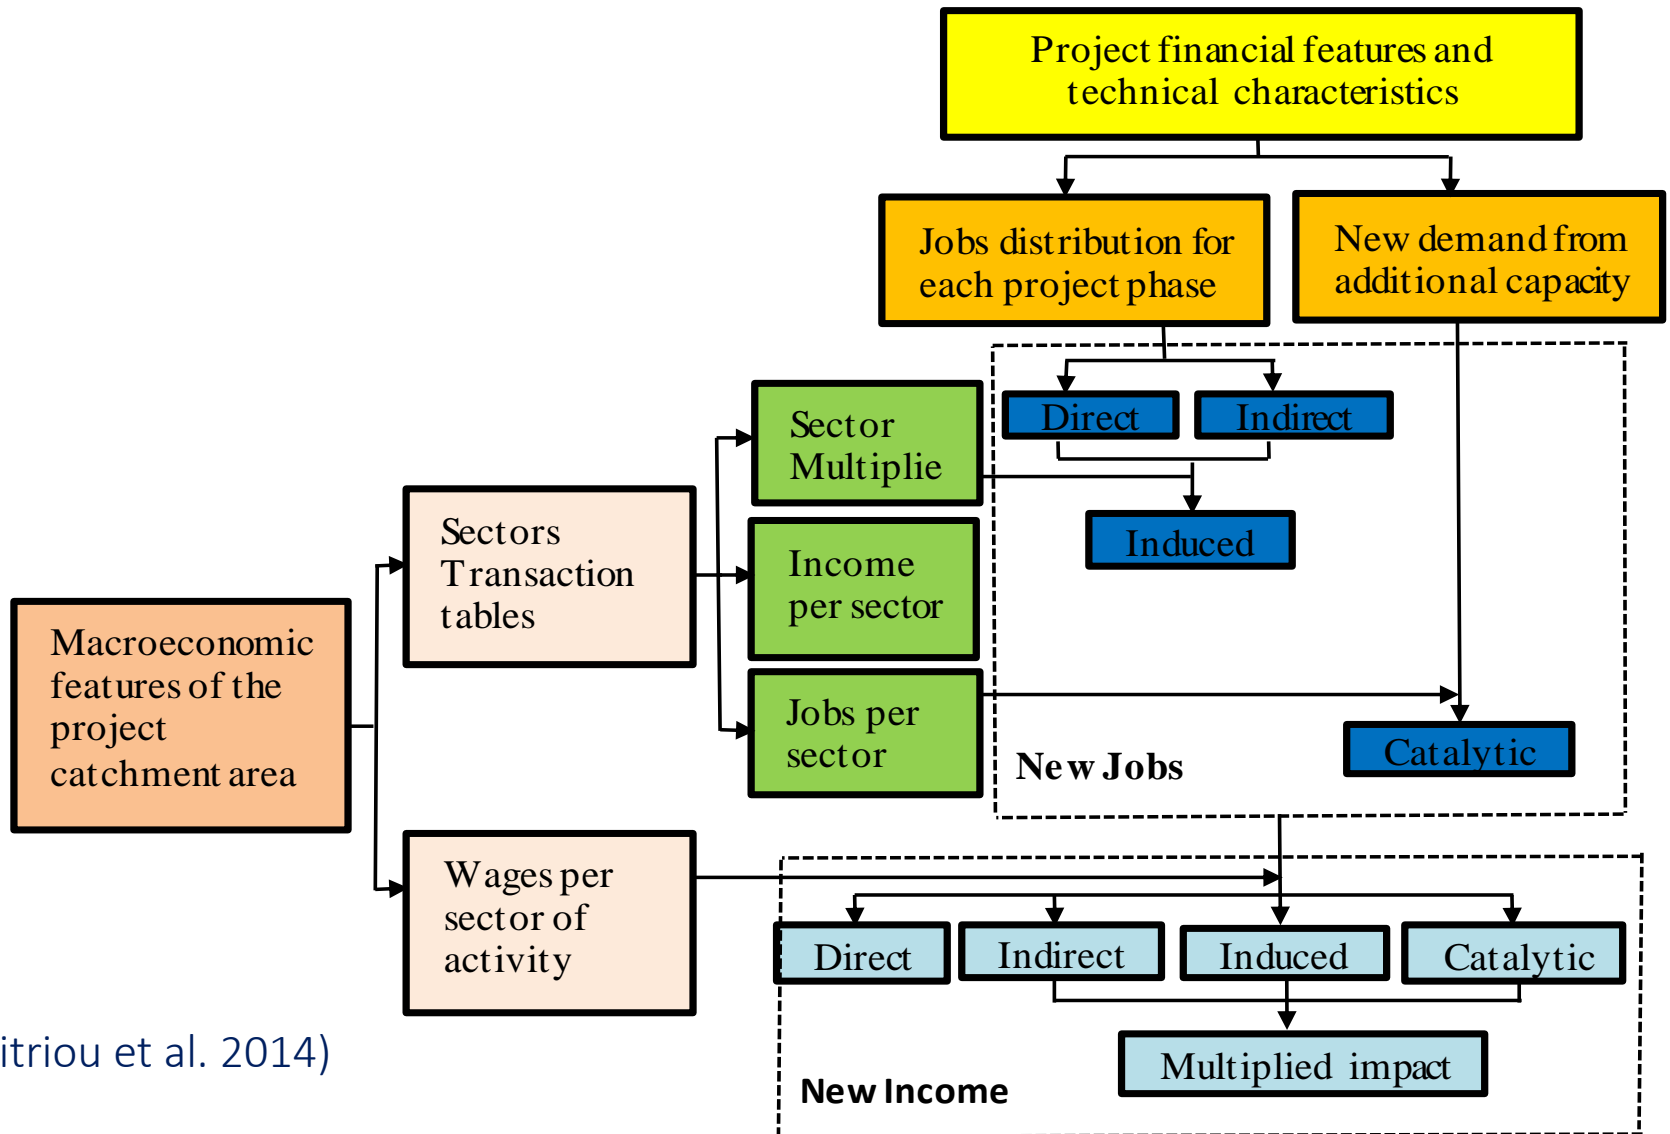 Project financial features and
technical characteristics
Jobs distribution for
each project phase
New demand from
additional capacity
Direct
Indirect
Sector
Multiplie
Induced
Sectors
Transaction
tables
Income
per sector
Macroeconomic
features of the
project
catchment area
Jobs per
sector
Catalytic
New Jobs
Wages per
sector of
activity
Direct
Indirect
Induced
Catalytic
Multiplied impact
New Income
itriou et al. 2014)